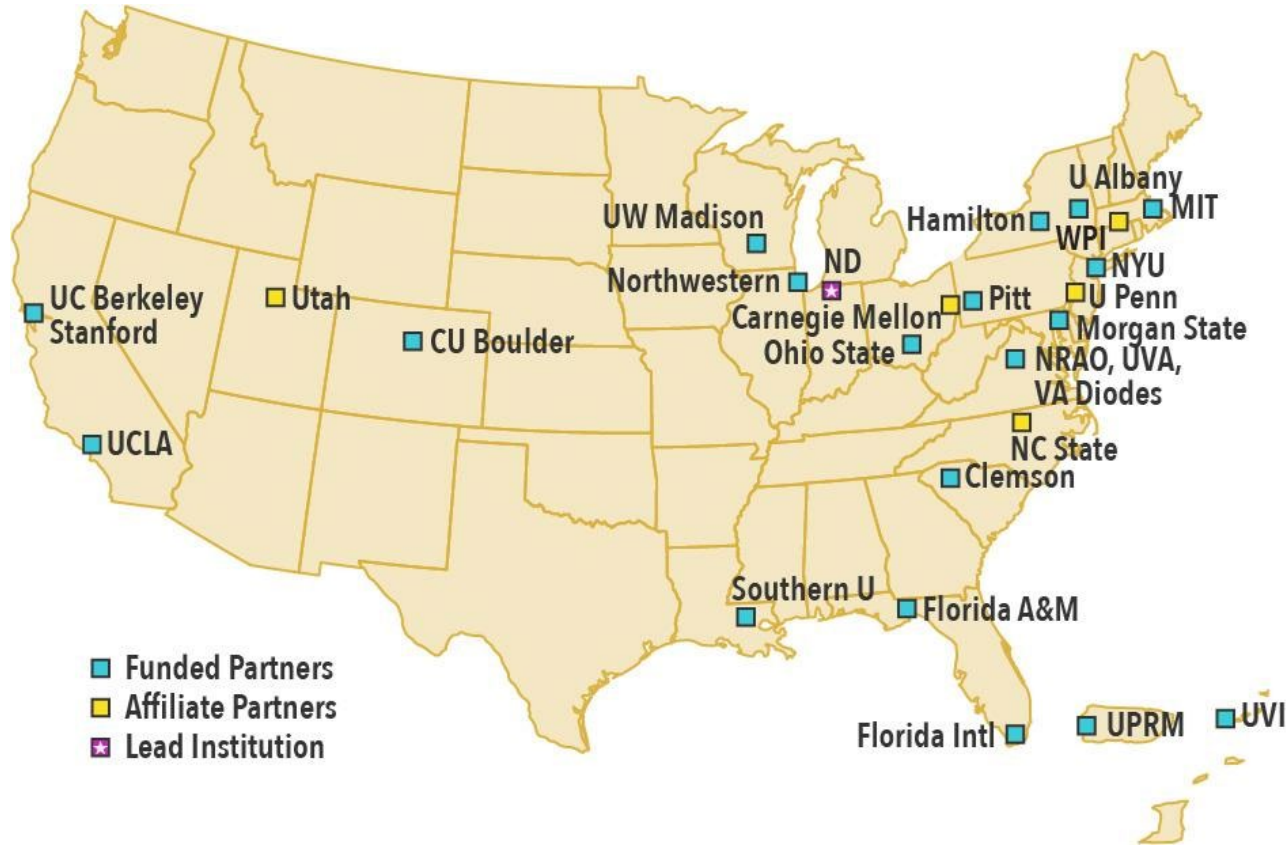 U Albany
Hamilton
MIT
WPI
UW Madison
ND
NYU
Northwestern
Pitt
U Penn
UC Berkeley
Stanford
Utah
Carnegie Mellon
Morgan State
CU Boulder
Ohio State
NRAO, UVA,
VA Diodes
UCLA
NC State
Clemson
Southern U
Florida A&M
Funded Partners
Affiliate Partners
Lead Institution
Florida Intl
UPRM
UVI